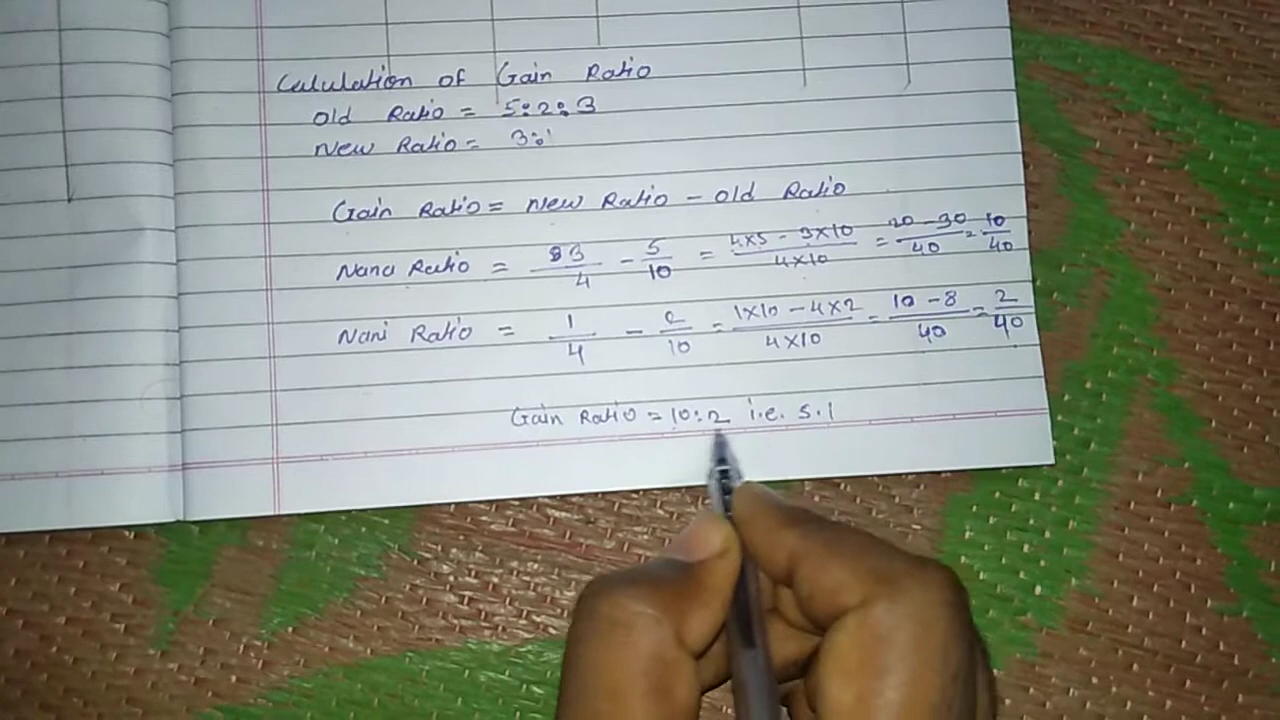 Calulation of Gain Ratio
Old Ratio = 5:2:3
New Ratio = 3:1
Gain Ratio = New Ratio - Old Ratio
Nana Ratio = 3/4 - 5/10 = 4x5 - 3x10 / 4x10 = 20-30/40 = 10/40
Nani Ratio = 1/4 - 2/10 = 1x10 - 4x2 / 4x10 = 10-8/40 = 2/40
Gain Ratio = 10:2 i.e. 5.1